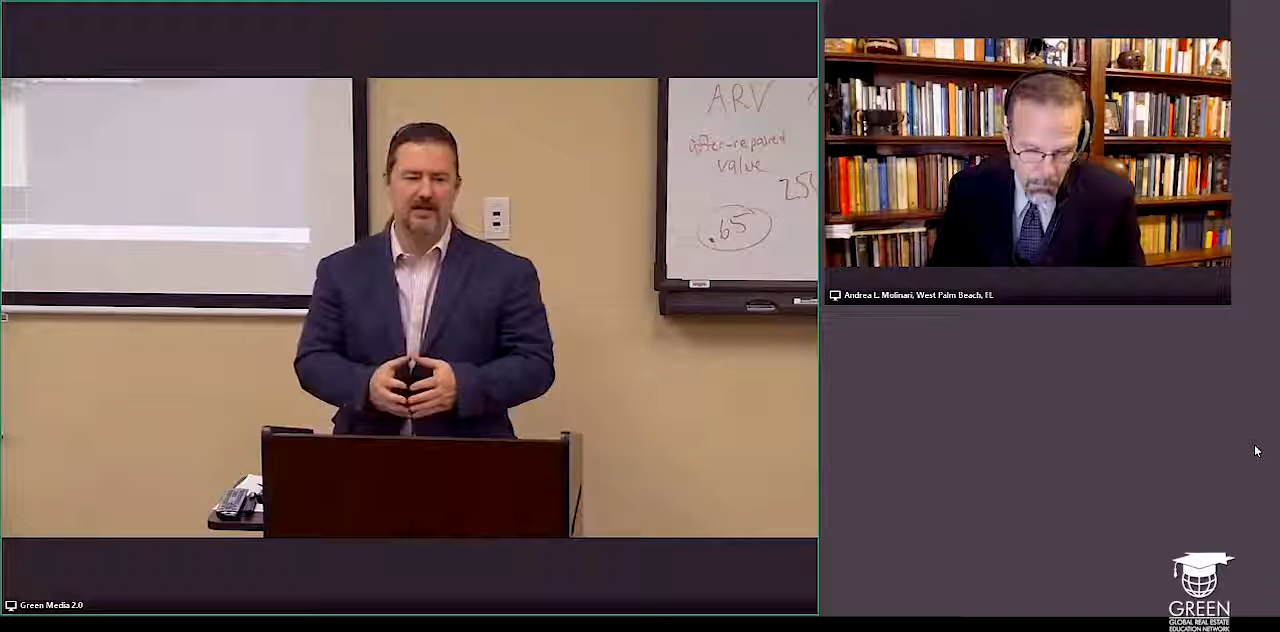 ARV
after-repaired
value
.65
Andrea L. Molinari, West Palm Beach, FL
Green Media 2.0
GREEN
GLOBAL REAL ESTATE
EDUCATION NETWORK